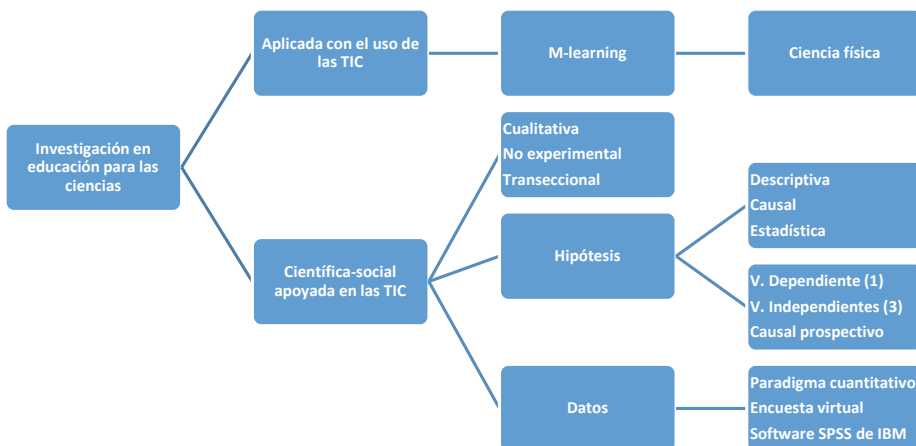 Aplicada con el uso de
las TIC
M-learning
Ciencia física
Investigación en
educación para las
ciencias
Cualitativa
No experimental
Transeccional
Descriptiva
Causal
Estadística
Científica-social
apoyada en las TIC
Hipótesis
V. Dependiente (1)
V. Independientes (3)
Causal prospectivo
Datos
Paradigma cuantitativo
Encuesta virtual
Software SPSS de IBM